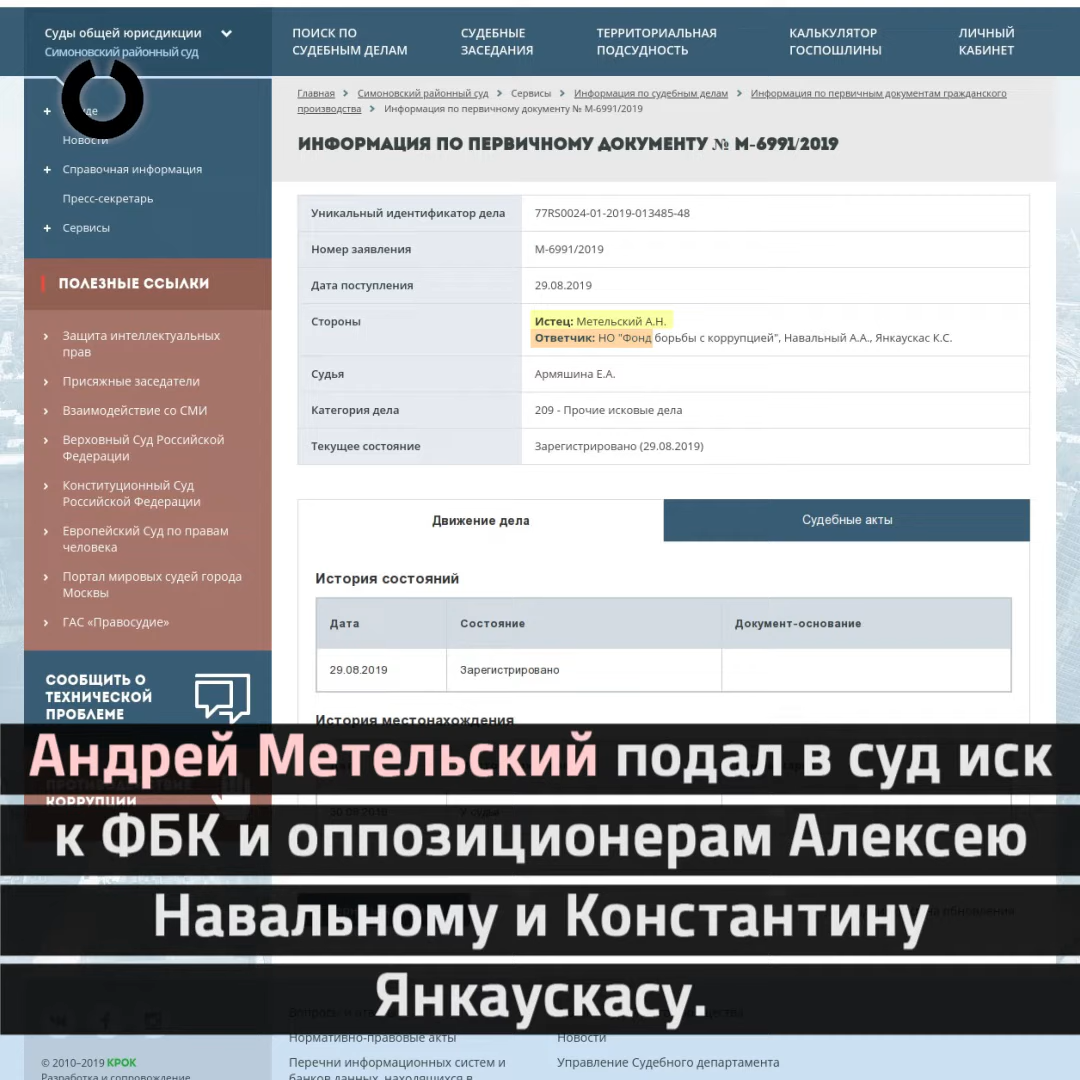 Суды общей юрисдикции
Симоновский районный суд
ПОИСК ПО
СУДЕБНЫМ ДЕЛАМ
СУДЕБНЫЕ
ЗАСЕДАНИЯ
ТЕРРИТОРИАЛЬНАЯ
ПОДСУДНОСТЬ
КАЛЬКУЛЯТОР
ГОСПОШЛИНЫ
ЛИЧНЫЙ
КАБИНЕТ
Новости
+ Справочная информация
Пресс-секретарь
+ Сервисы
ПОЛЕЗНЫЕ ССЫЛКИ
Защита интеллектуальных
прав
Присяжные заседатели
Взаимодействие со СМИ
Верховный Суд Российской
Федерации
Конституционный Суд
Российской Федерации
Европейский Суд по правам
человека
Портал мировых судей города
Москвы
ГАС «Правосудие»
СООБЩИТЬ О
ТЕХНИЧЕСКОЙ
ПРОБЛЕМЕ
КОРРУПЦИИ
Главная > Симоновский районный суд > Сервисы > Информация по судебным делам > Информация по первичным документам гражданского
производства > Информация по первичному документу № М-6991/2019
ИНФОРМАЦИЯ ПО ПЕРВИЧНОМУ ДОКУМЕНТУ № М-6991/2019
Уникальный идентификатор дела 77RS0024-01-2019-013485-48
Номер заявления М-6991/2019
Дата поступления 29.08.2019
Стороны Истец: Метельский А.Н.
Ответчик: НО "Фонд борьбы с коррупцией", Навальный А.А., Янкаускас К.С.
Судья Армяшина Е.А.
Категория дела 209 - Прочие исковые дела
Текущее состояние Зарегистрировано (29.08.2019)
Движение дела Судебные акты
История состояний
Дата Состояние Документ-основание
29.08.2019 Зарегистрировано
История местонахождения
Андрей Метельский подал в суд иск
к ФБК и оппозиционерам Алексею
Навальному и Константину
Янкаускасу.
Нормативно-правовые акты Новости
Перечни информационных систем и Управление Судебного департамента
банков данных, находящихся в
© 2010–2019 КРОК
Разработка и сопровождение